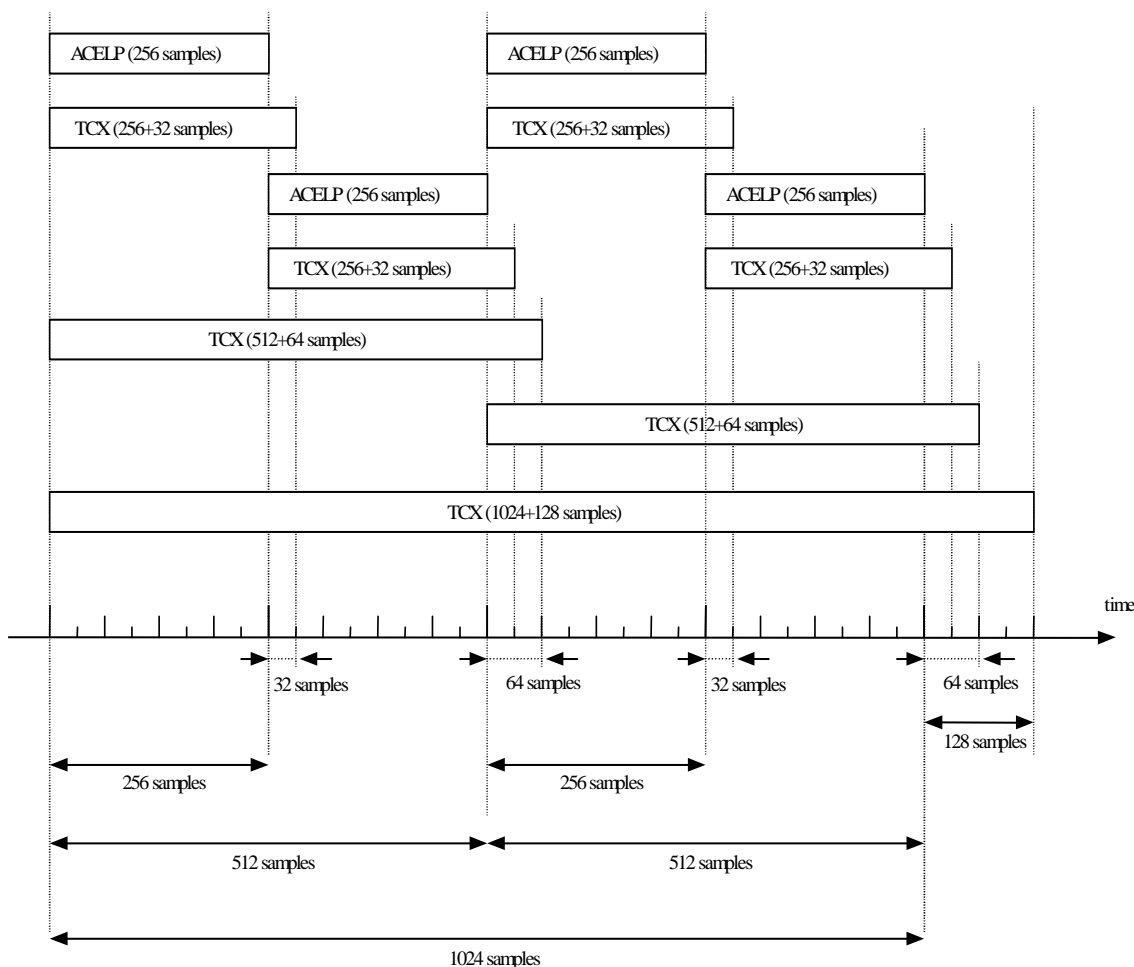 ACELP (256 samples)
ACELP (256 samples)
TCX (256+32 samples)
TCX (256+32 samples)
ACELP (256 samples)
ACELP (256 samples)
TCX (256+32 samples)
TCX (256+32 samples)
TCX (512+64 samples)
TCX (512+64 samples)
TCX (1024+128 samples)
time
32 samples
64 samples
32 samples
64 samples
128 samples
256 samples
256 samples
512 samples
512 samples
1024 samples